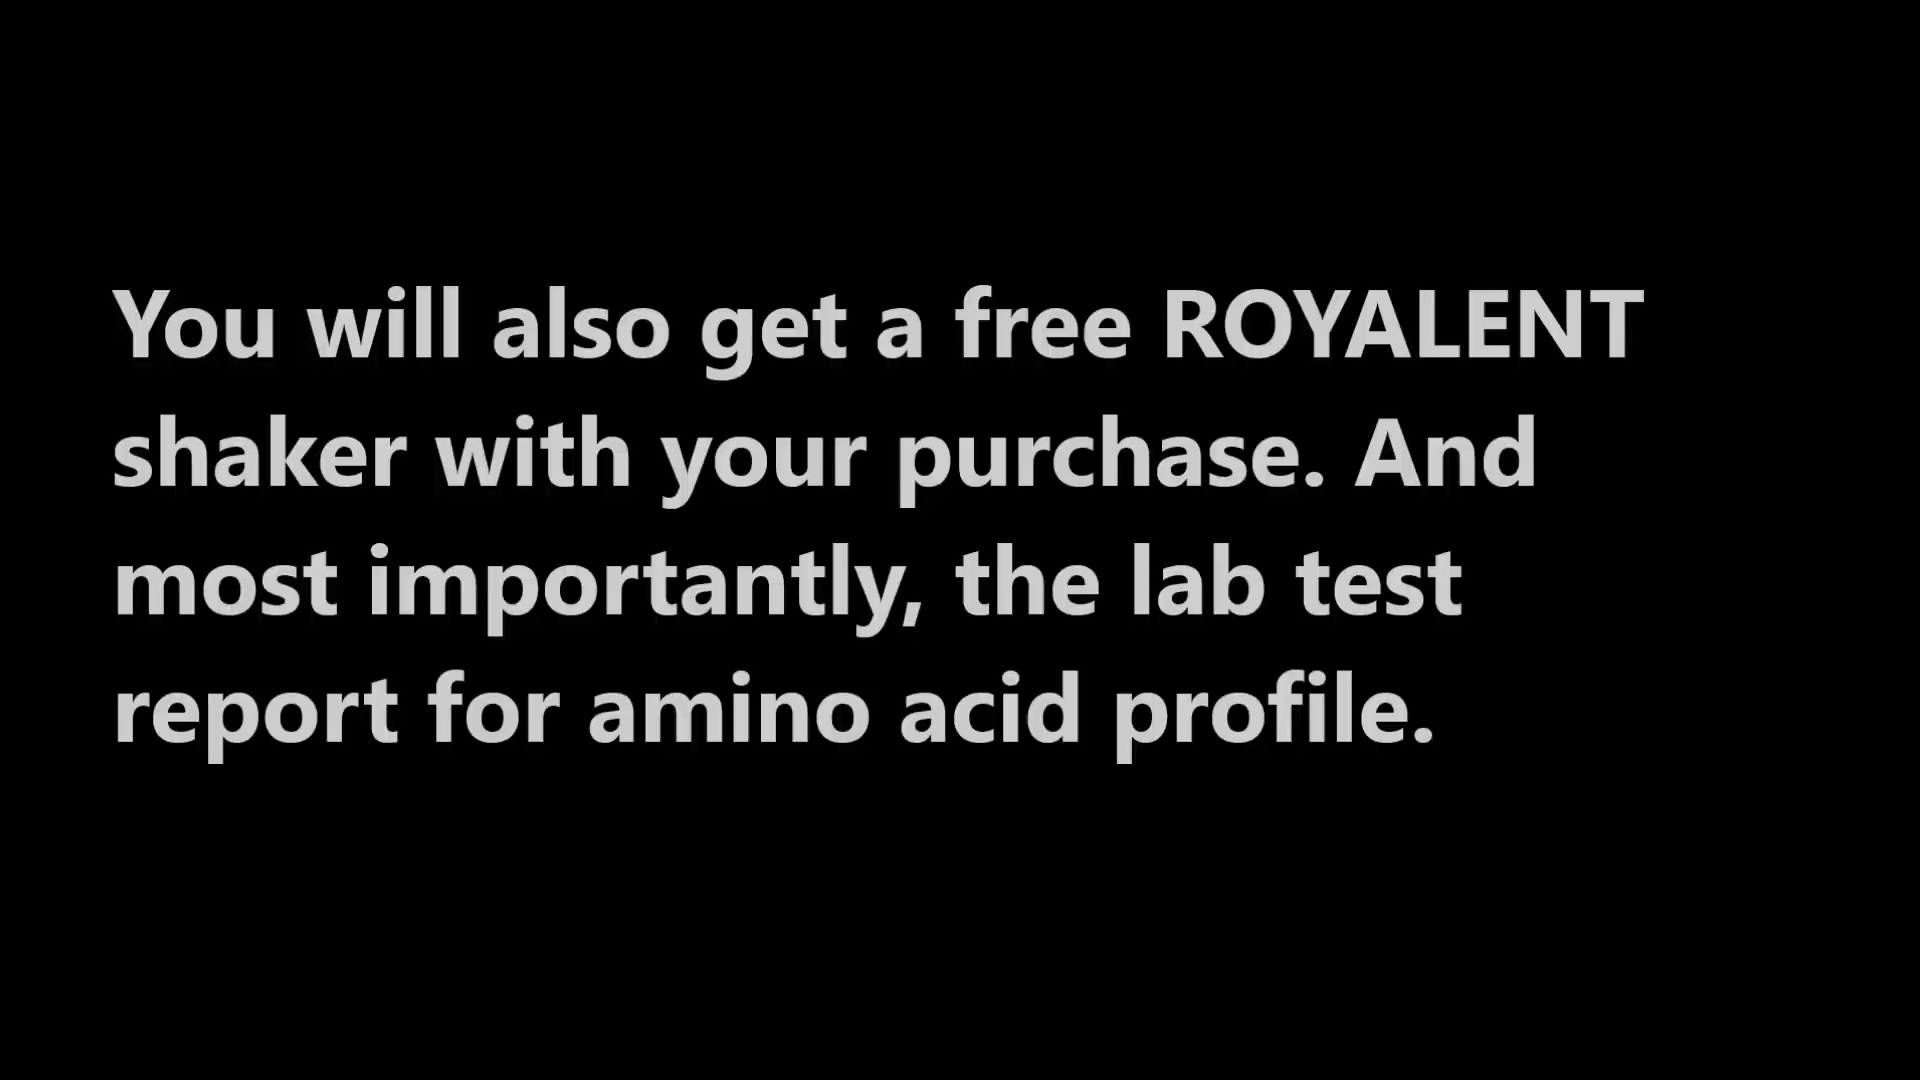 You will also get a free ROYALENT
shaker with your purchase. And
most importantly, the lab test
report for amino acid profile.